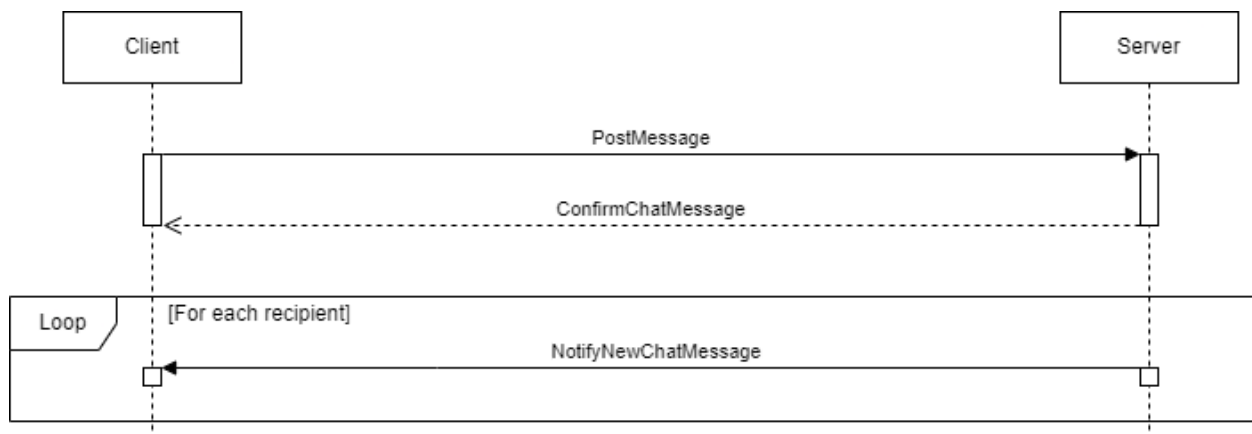 Client
Server
PostMessage
ConfirmChatMessage
Loop
[For each recipient]
NotifyNewChatMessage